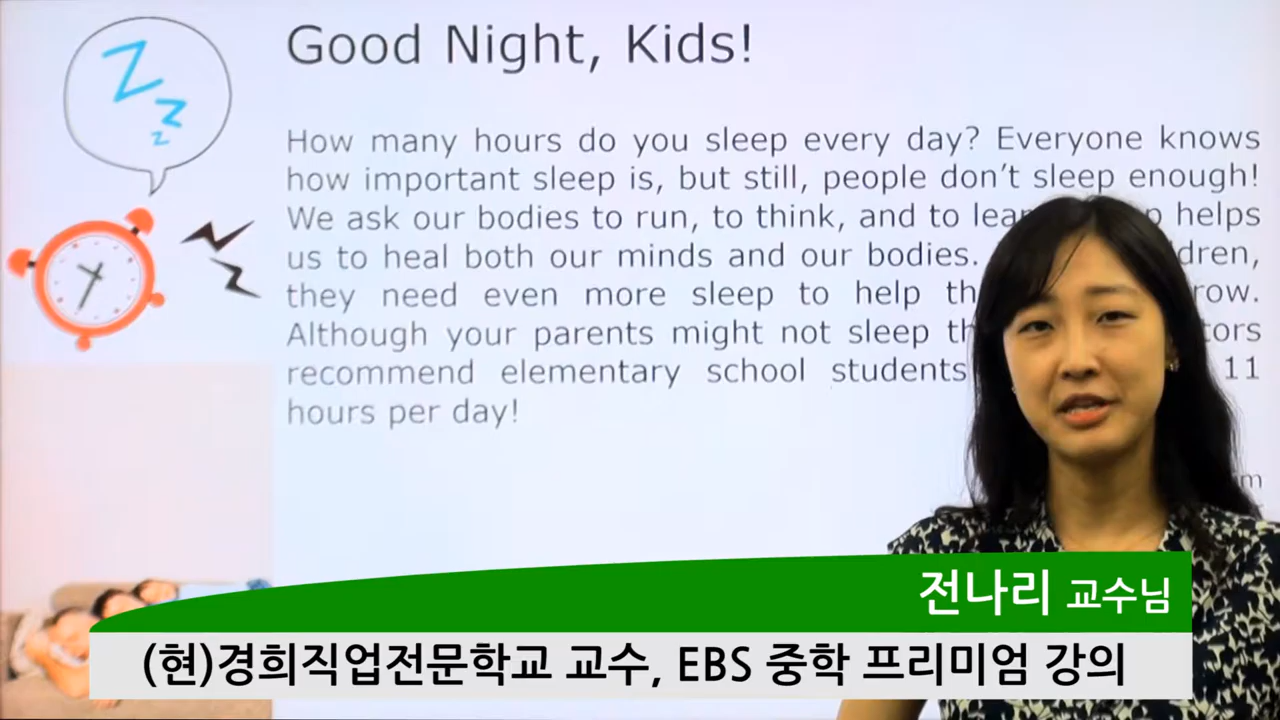 Z
Z
Z
Good Night, Kids!
How many hours do you sleep every day? Everyone knows
how important sleep is, but still, people don't sleep enough!
We ask our bodies to run, to think, and to helps
us to heal both our minds and our bodies.
they need even more sleep to help
Although your parents might not sleep
recommend elementary school students 11
hours per day!
전나리 교수님
(현)경희직업전문학교 교수, EBS 중학 프리미엄 강의